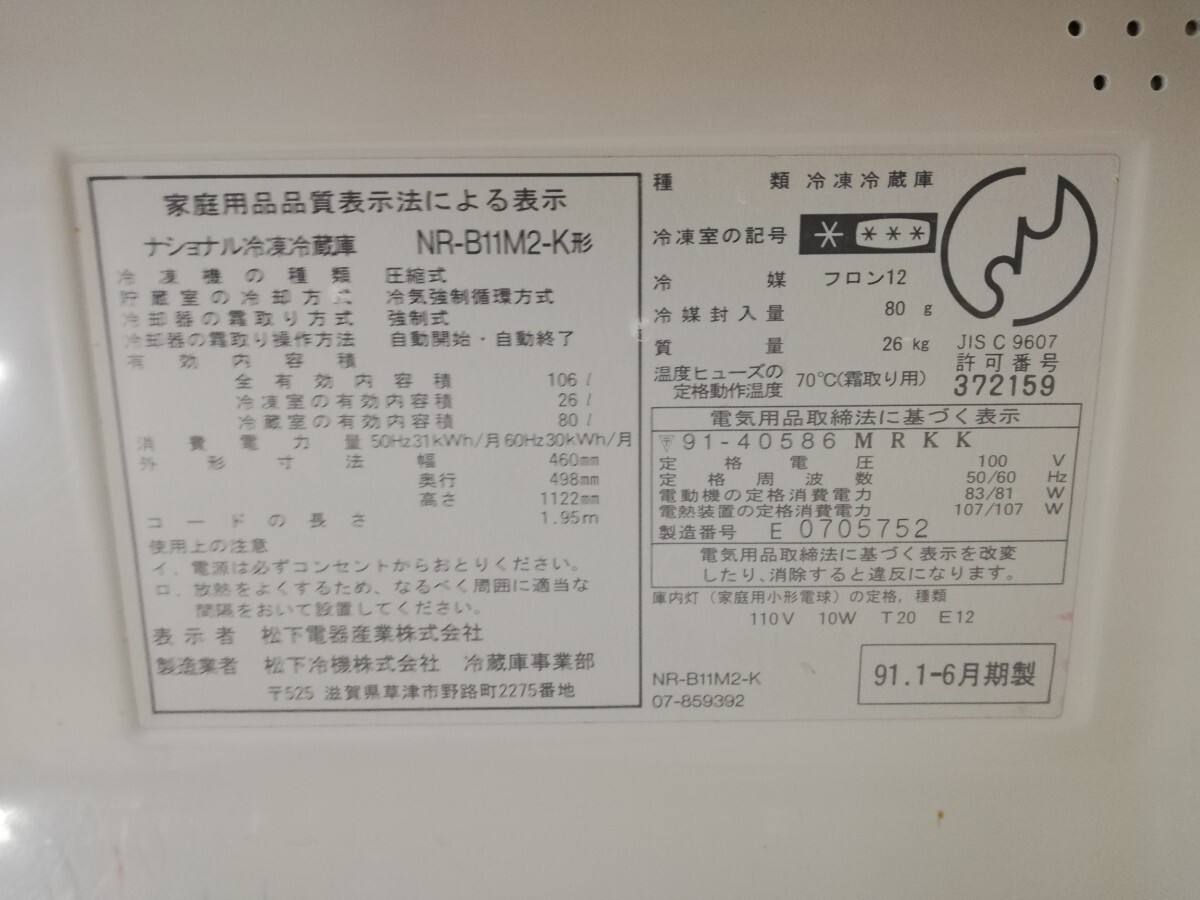 家庭用品品質表示法による表示
ナショナル冷凍冷蔵庫 NR-B11M2-K形
冷凍機の種類 圧縮式
貯蔵室の冷却方式 冷気強制循環方式
冷却器の霜取り方式 強制式
冷却器の霜取り操作方法 自動開始・自動終了
有効内容積
全有効内容積 106l
冷凍室の有効内容積 26l
冷蔵室の有効内容積 80l
消費電力量 50Hz31kWh/月60Hz30kWh/月
外形寸法 幅 460mm
奥行 498mm
高さ 1122mm
コードの長さ 1.95m
使用上の注意
イ．電源は必ずコンセントからおとりください。
ロ．放熱をよくするため、なるべく周囲に適当な
間隔をおいて設置してください。
表示者 松下電器産業株式会社
製造業者 松下冷機株式会社 冷蔵庫事業部
〒525 滋賀県草津市野路町2275番地
種類 冷凍冷蔵庫
冷凍室の記号 * ***
冷媒 フロン12
冷媒封入量 80g
質量 26kg
温度ヒューズの
定格動作温度 70℃(霜取り用)
JIS C 9607
許可番号
372159
電気用品取締法に基づく表示
〒91-40586 MRKK
定格電圧 100 V
定格周波数 50/60 Hz
電動機の定格消費電力 83/81 W
電熱装置の定格消費電力 107/107 W
製造番号 E 0705752
電気用品取締法に基づく表示を改変
したり、消除すると違反になります。
庫内灯（家庭用小形電球）の定格，種類
110V 10W T20 E12
NR-B11M2-K
07-859392
91.1-6月期製